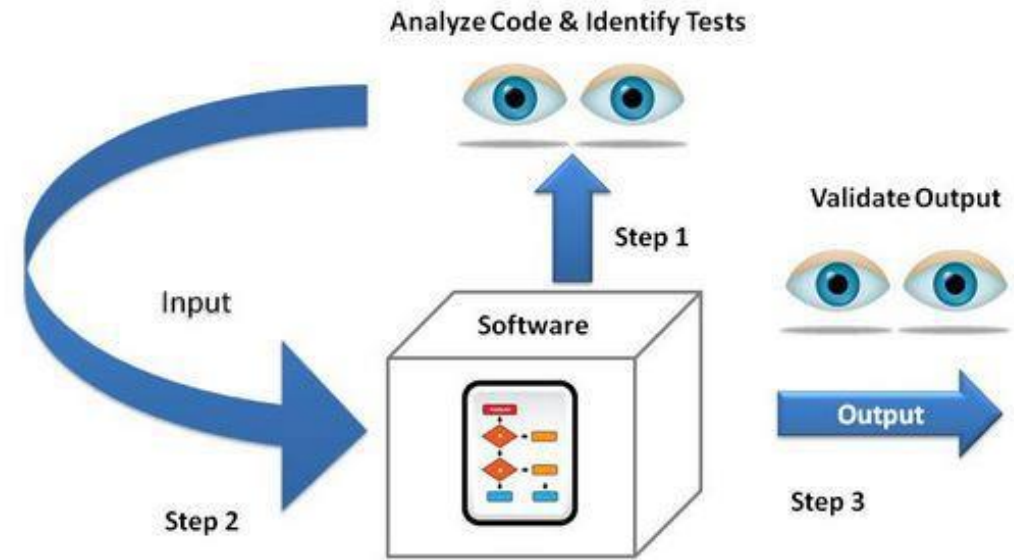 Analyze Code & Identify Tests
Step 1
Validate Output
Input
Software
Output
Step 2
Step 3